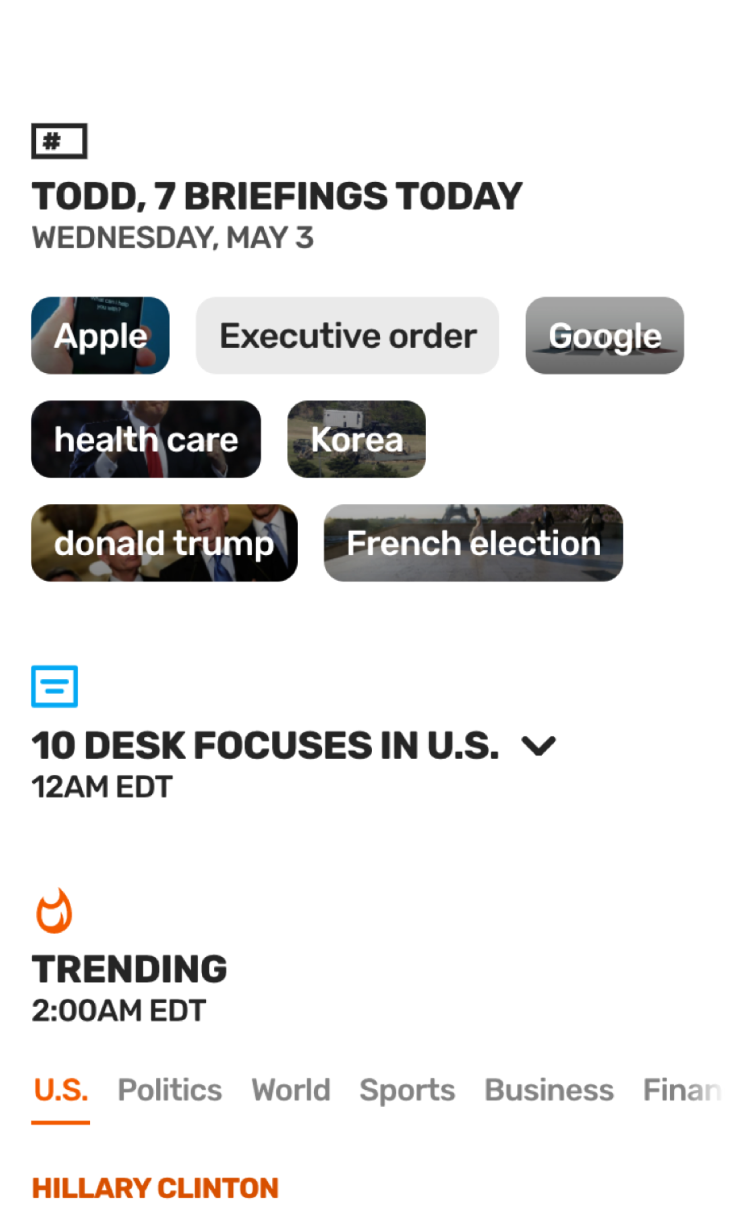 #
TODD, 7 BRIEFINGS TODAY
WEDNESDAY, MAY 3
Apple Executive order Google
health care Korea
donald trump French election
10 DESK FOCUSES IN U.S.
12AM EDT
TRENDING
2:00AM EDT
U.S. Politics World Sports Business Finan
HILLARY CLINTON